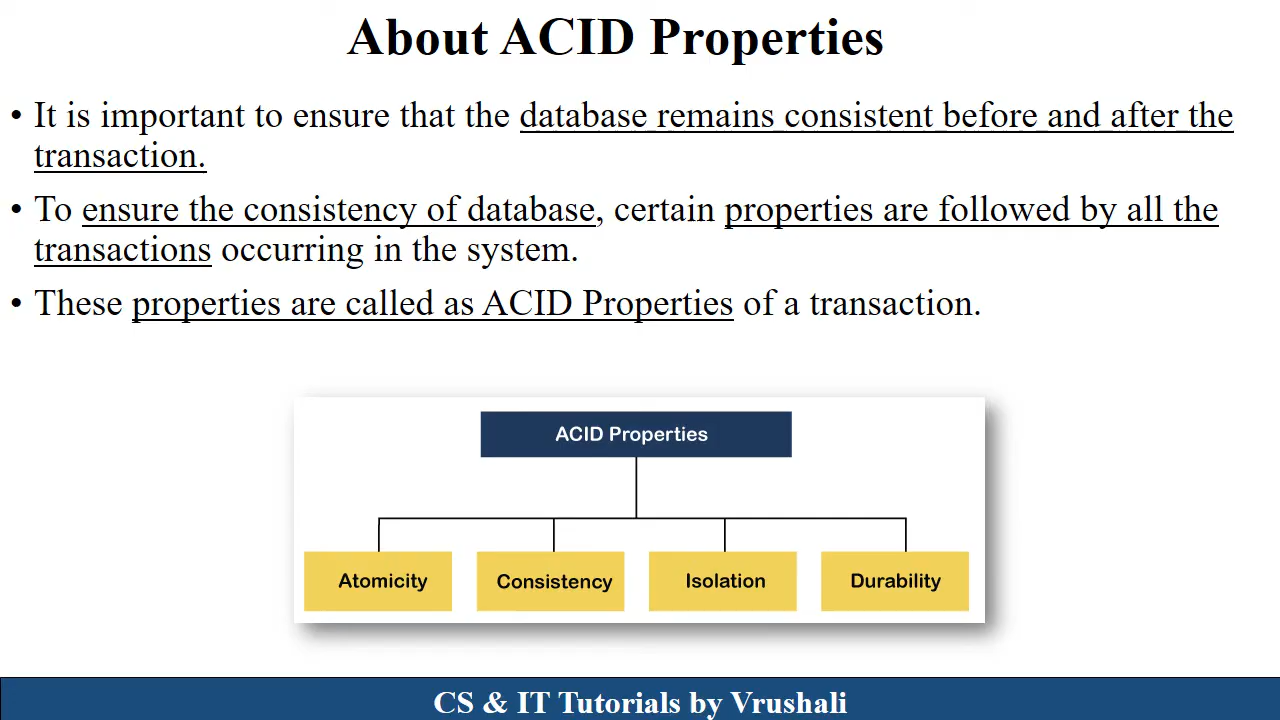 About ACID Properties
• It is important to ensure that the database remains consistent before and after the
transaction.
• To ensure the consistency of database, certain properties are followed by all the
transactions occurring in the system.
• These properties are called as ACID Properties of a transaction.
ACID Properties
Atomicity
Consistency
Isolation
Durability
CS & IT Tutorials by Vrushali